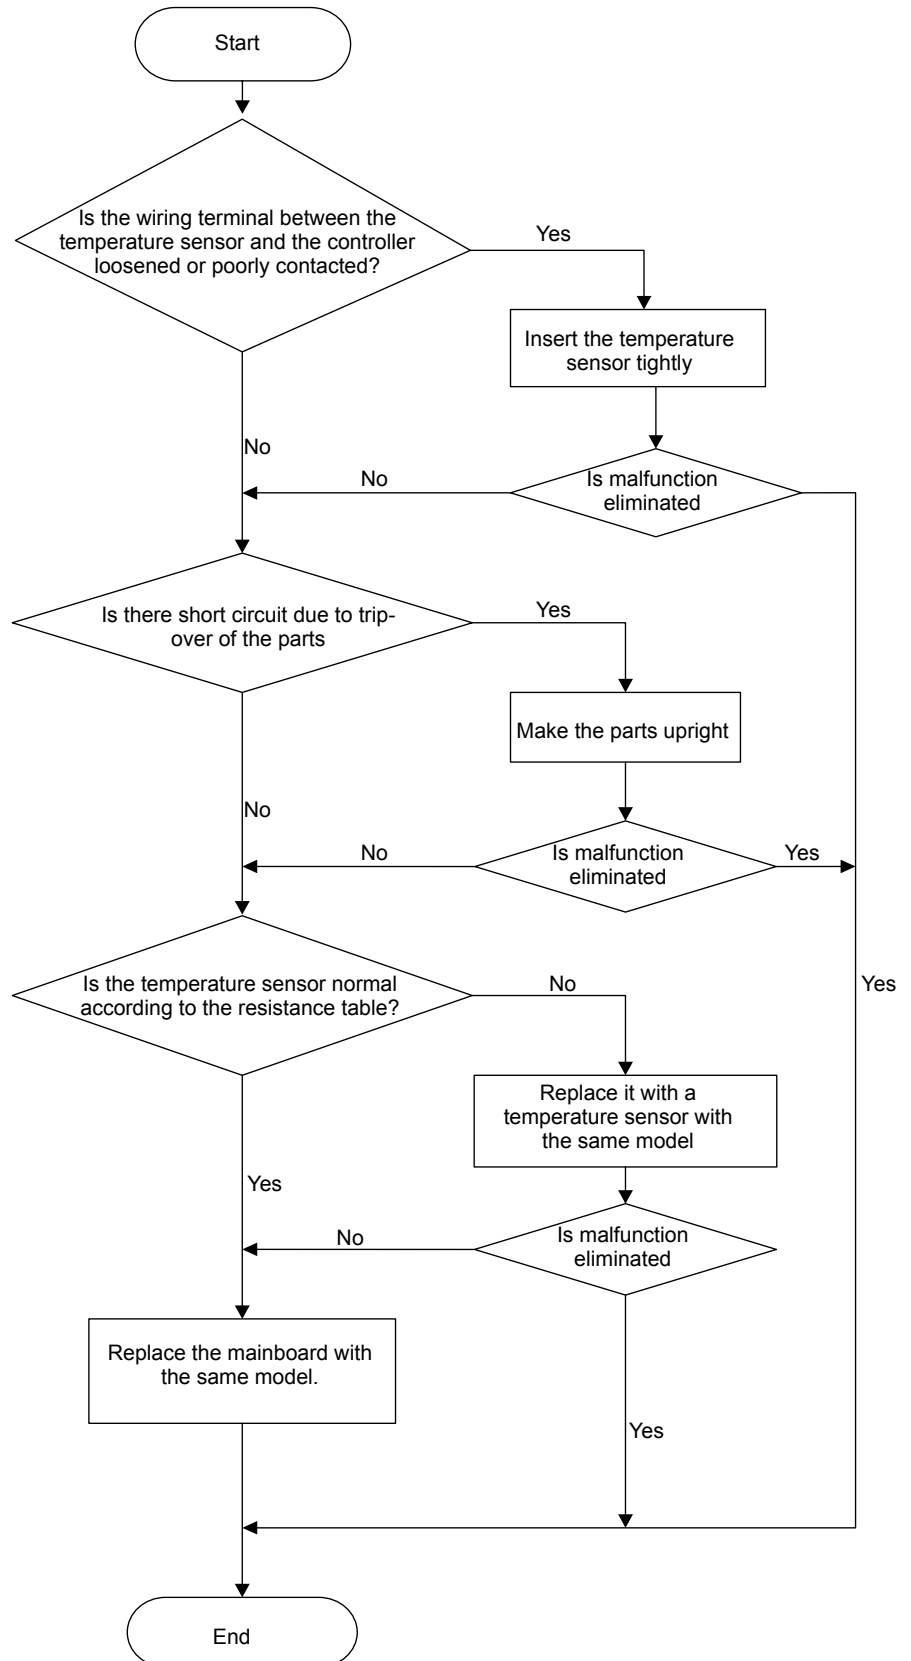 Start
Is the wiring terminal between the
temperature sensor and the controller
loosened or poorly contacted?
Yes
Insert the temperature
sensor tightly
No
No
Is malfunction
eliminated
Is there short circuit due to trip-
over of the parts
Yes
Make the parts upright
No
No
Is malfunction
eliminated
Yes
Is the temperature sensor normal
according to the resistance table?
No
Yes
Replace it with a
temperature sensor with
the same model
Yes
No
Is malfunction
eliminated
Replace the mainboard with
the same model.
Yes
End